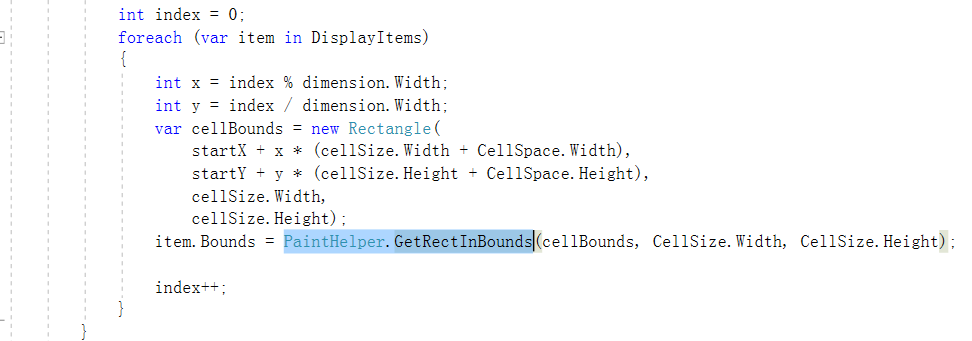 int index = 0;
foreach (var item in DisplayItems)
{
int x = index % dimension.Width;
int y = index / dimension.Width;
var cellBounds = new Rectangle(
startX + x * (cellSize.Width + CellSpace.Width),
startY + y * (cellSize.Height + CellSpace.Height),
cellSize.Width,
cellSize.Height);
item.Bounds = PaintHelper.GetRectInBounds(cellBounds, CellSize.Width, CellSize.Height);
index++;
}
}